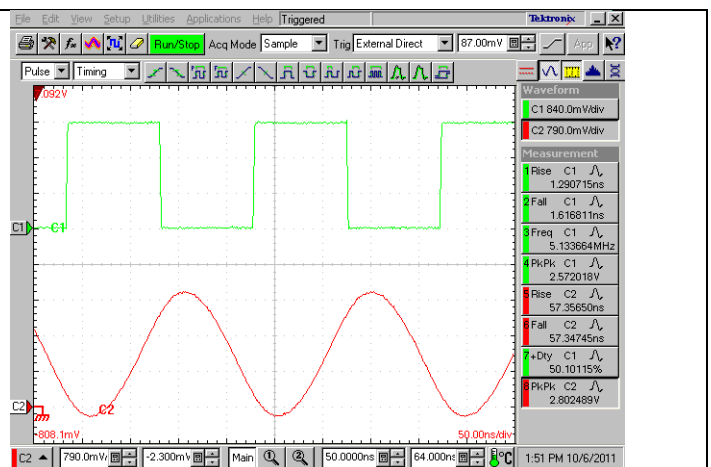 File Edit View Setup Utilities Applications Help Triggered Tektronix
Run/Stop Acq Mode Sample Trig External Direct 87.00mV App
Pulse Timing
Waveform
C1 840.0mV/div
C2 790.0mV/div
Measurement
1 Rise C1
1.290715ns
2 Fall C1
1.616811ns
3 Freq C1
5.133664MHz
4 PkPk C1
2.572018V
5 Rise C2
57.35650ns
6 Fall C2
57.34745ns
7 +Dty C1
50.10115%
8 PkPk C2
2.802489V
.092V
C1 C1
C2 C2
-808.1mV 50.00ns/div
C2 790.0mV -2.300mV Main 1 2 50.0000ns 64.000ns °C 1:51 PM 10/6/2011